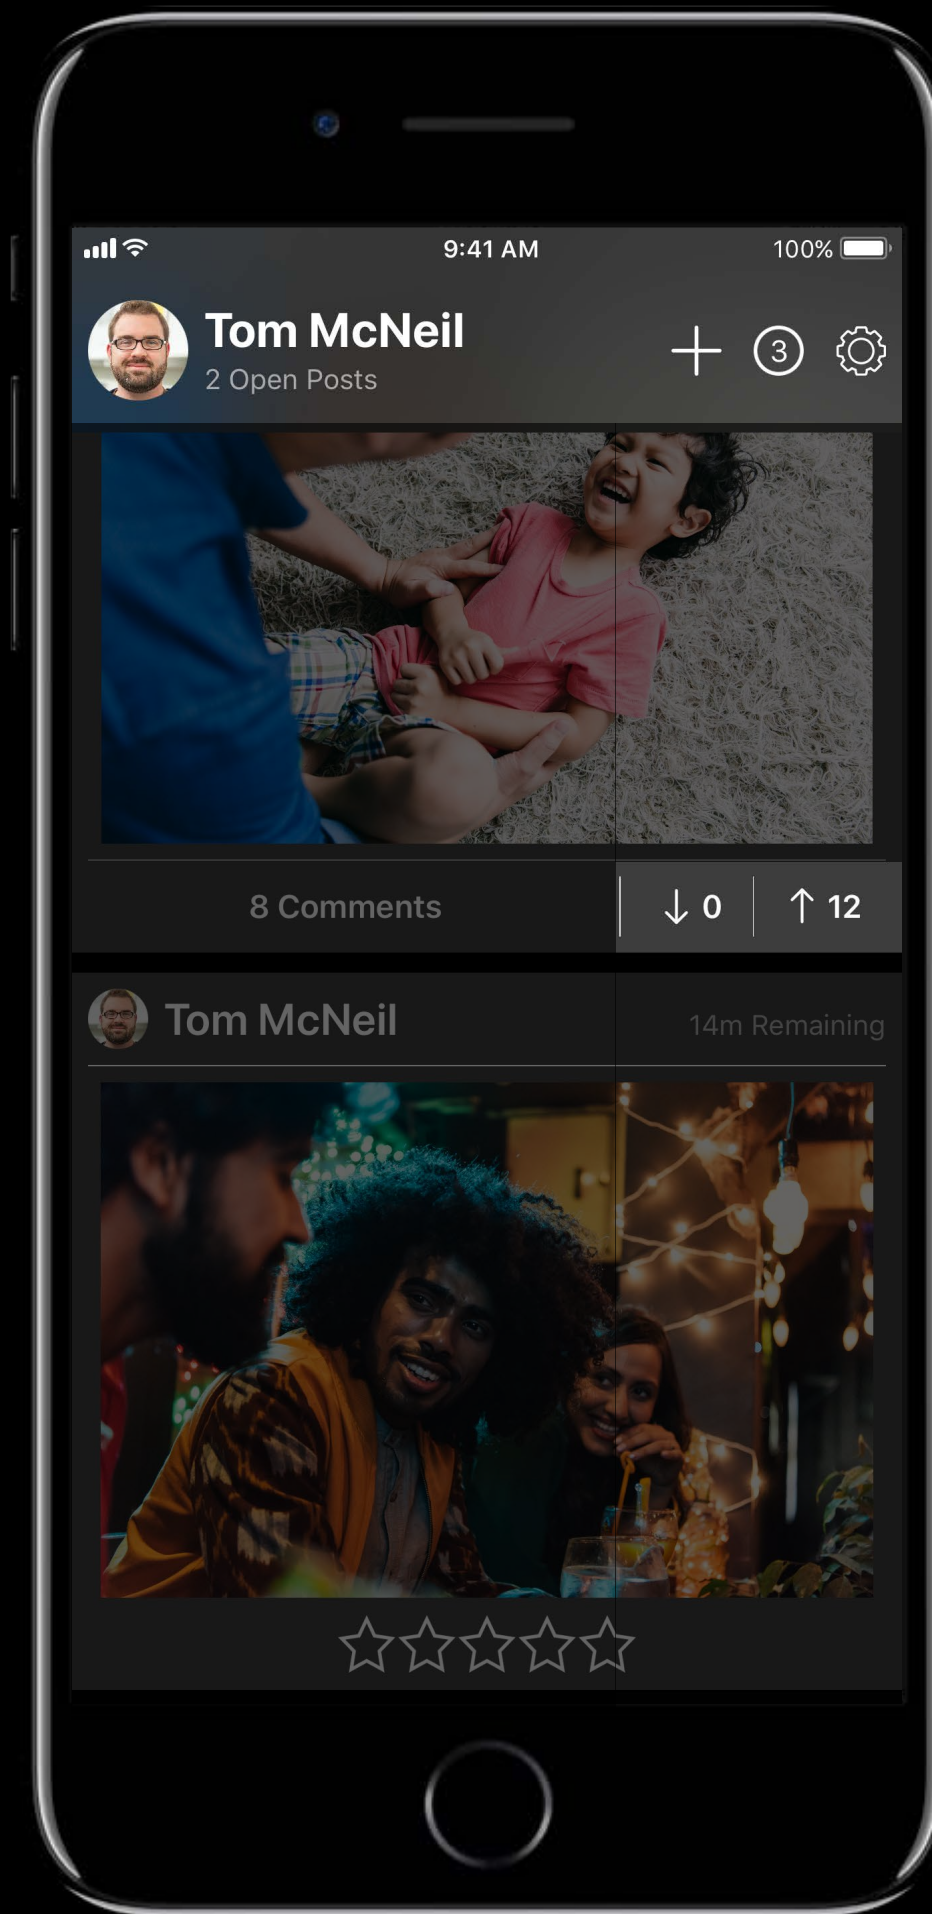 9:41 AM
100%
Tom McNeil
2 Open Posts
3
8 Comments
0
12
Tom McNeil
14m Remaining